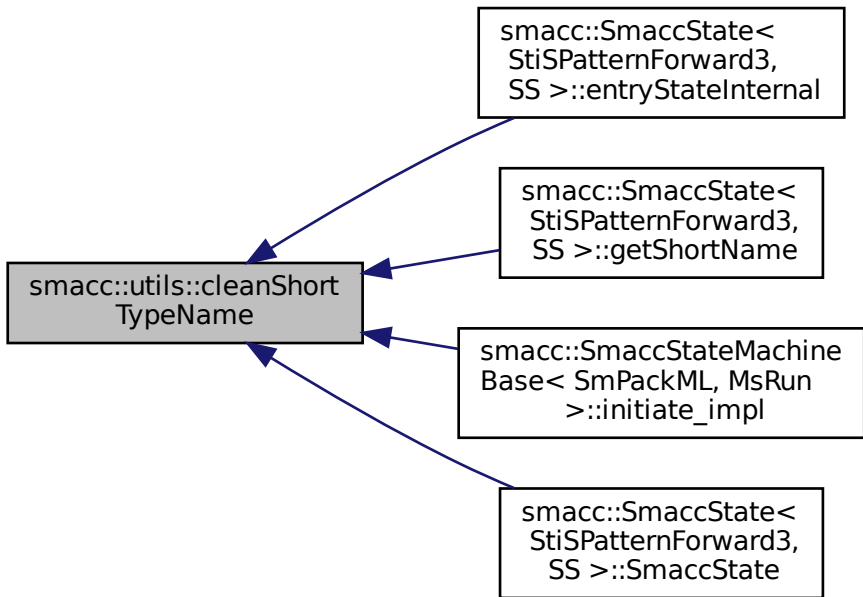 smacc::SmaccState<
StiSPatternForward3,
SS >::entryStateInternal
smacc::SmaccState<
StiSPatternForward3,
SS >::getShortName
smacc::utils::cleanShort
TypeName
smacc::SmaccStateMachine
Base< SmPackML, MsRun
>::initiate_impl
smacc::SmaccState<
StiSPatternForward3,
SS >::SmaccState